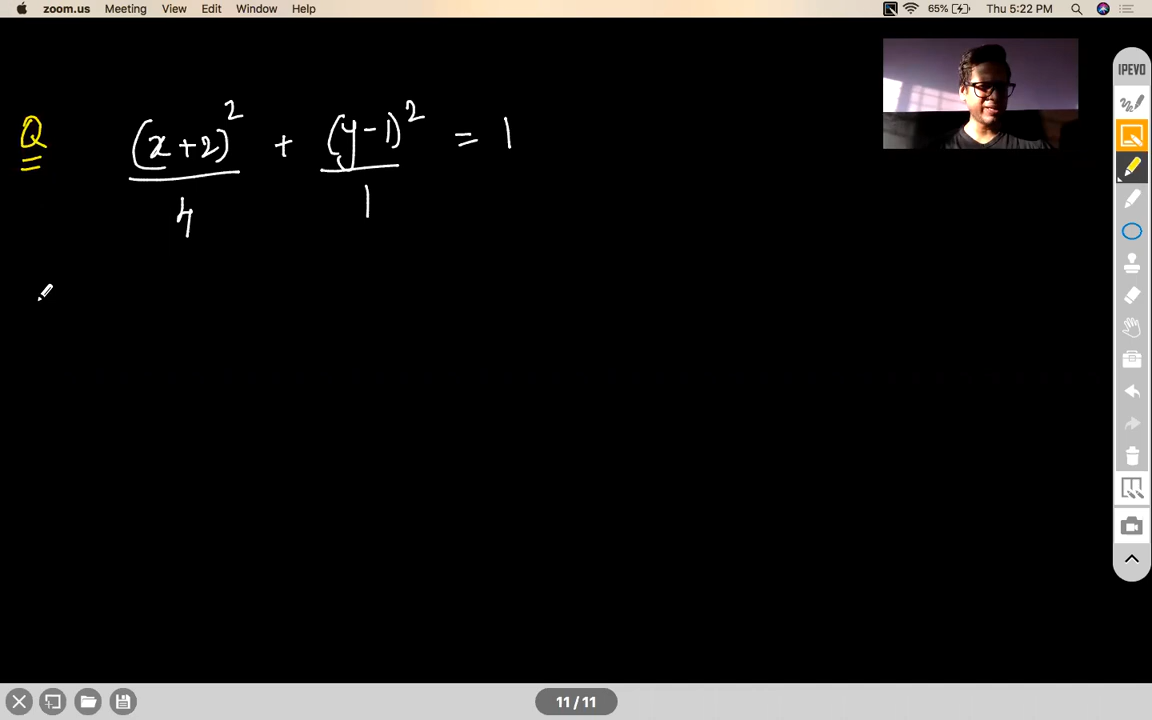 zoom.us Meeting View Edit Window Help 65% Thu 5:22 PM
IPEVO
Q (x+2)²/4 + (y-1)²/1 = 1
11/11